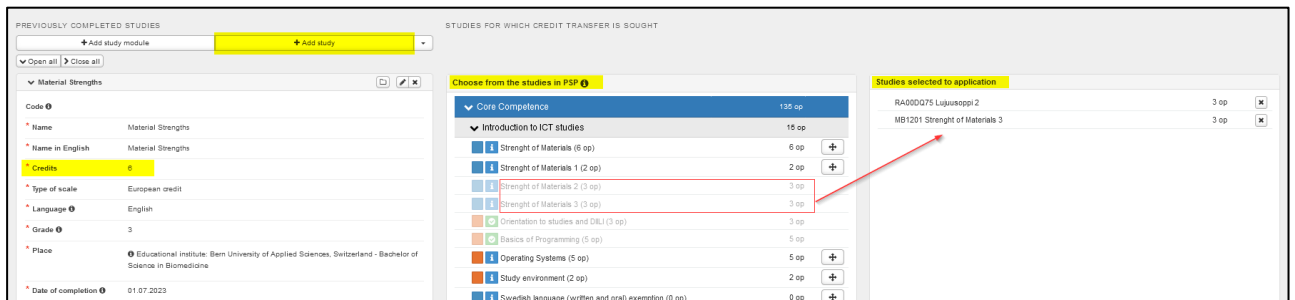 PREVIOUSLY COMPLETED STUDIES
+ Add study module
+ Add study
Open all
Close all
Material Strengths
Code
* Name Material Strengths
* Name in English Material Strengths
* Credits 6
* Type of scale European credit
* Language English
* Grade 3
* Place Educational institute: Bern University of Applied Sciences, Switzerland - Bachelor of
Science in Biomedicine
* Date of completion 01.07.2023
STUDIES FOR WHICH CREDIT TRANSFER IS SOUGHT
Choose from the studies in PSP
Core Competence 135 op
Introduction to ICT studies 15 op
Strenght of Materials (6 op) 6 op
Strenght of Materials 1 (2 op) 2 op
Strenght of Materials 2 (3 op) 3 op
Strenght of Materials 3 (3 op) 3 op
Orientation to studies and DIILI (3 op) 3 op
Basics of Programming (5 op) 5 op
Operating Systems (5 op) 5 op
Study environment (2 op) 2 op
Swedish language (written and oral) exemption (0 op) 0 op
Studies selected to application
RA00DQ75 Lujuusoppi 2 3 op
MB1201 Strenght of Materials 3 3 op